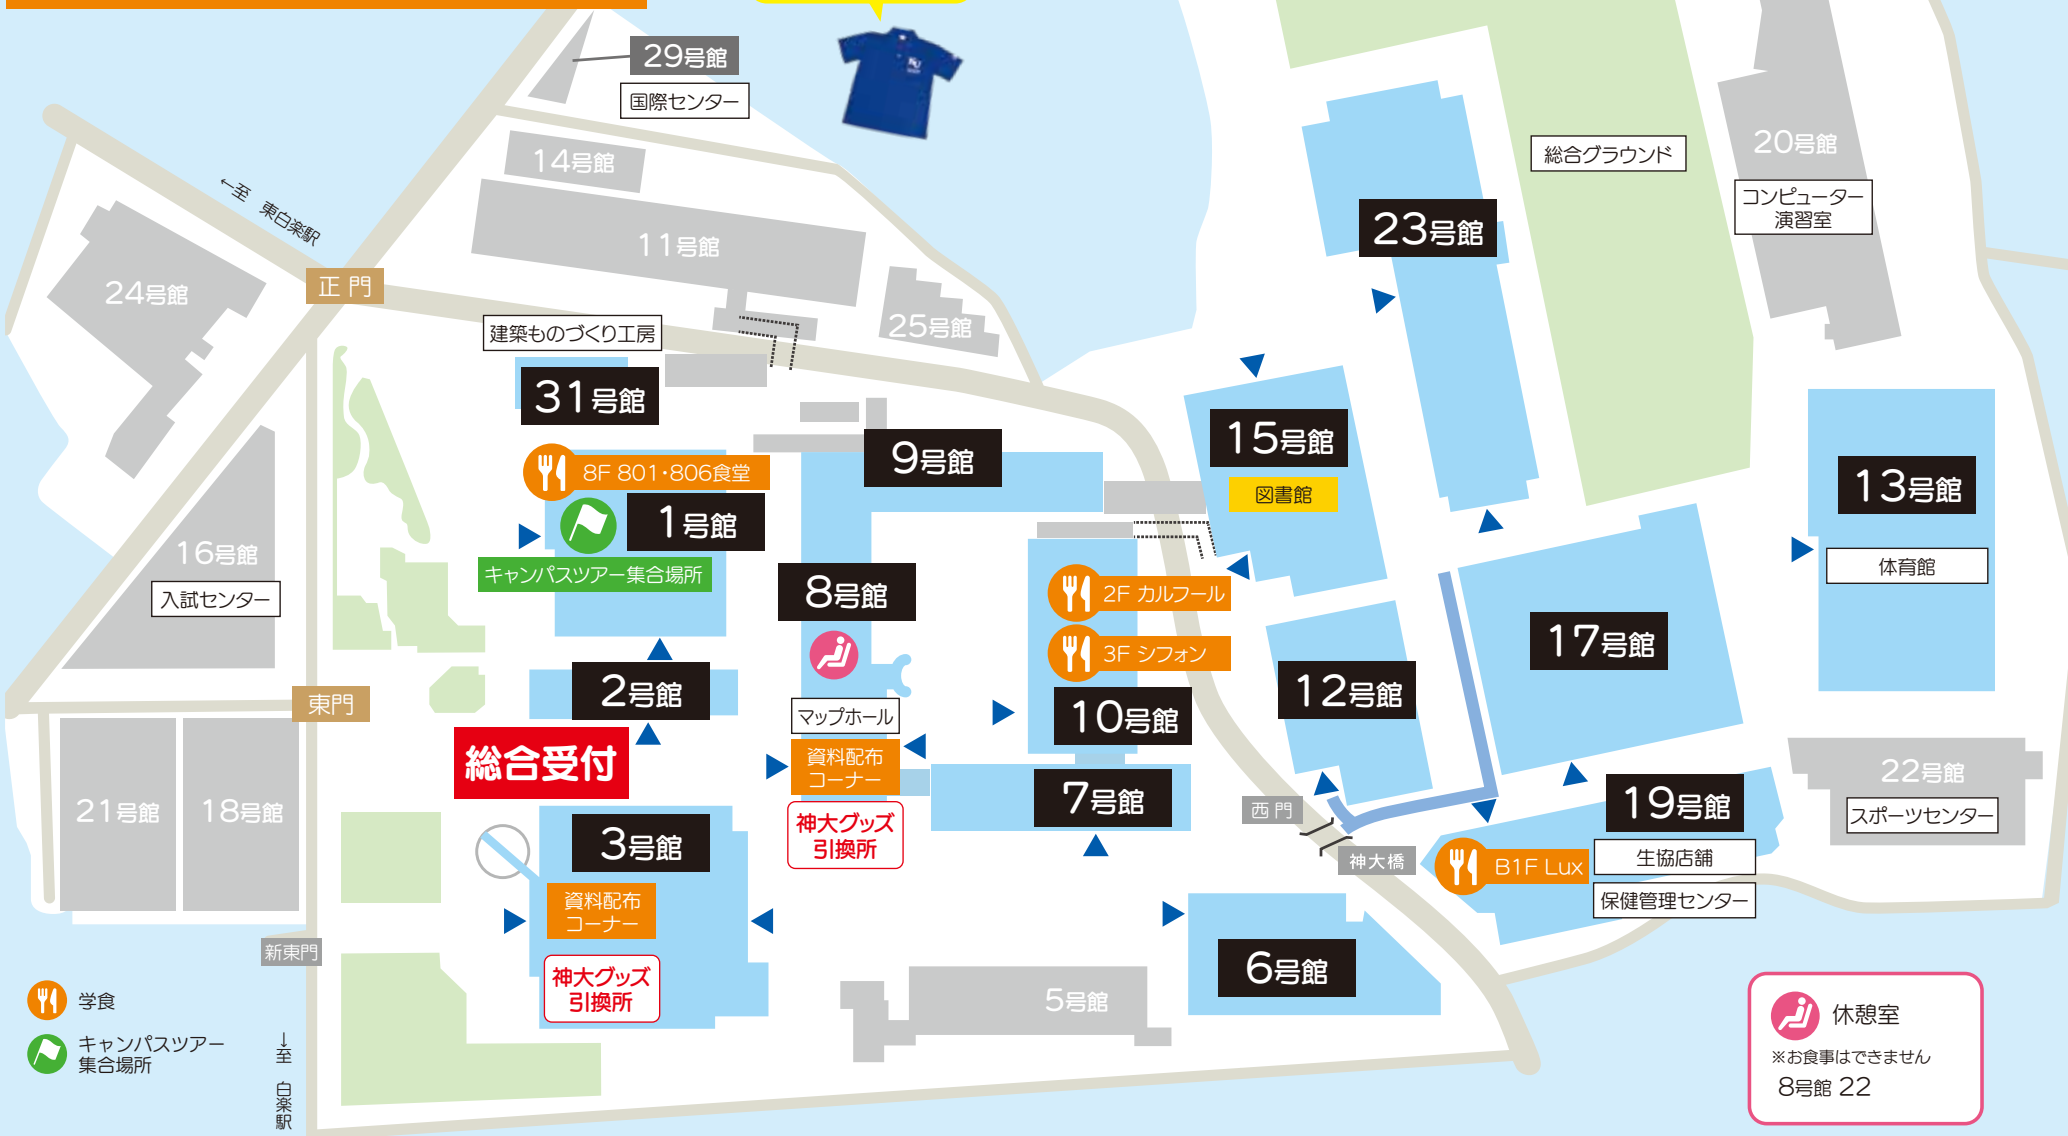 29号館
国際センター
KU
14号館
11号館
25号館
←至 東白楽駅
24号館
正門
建築ものづくり工房
31号館
総合グラウンド
20号館
コンピューター
演習室
23号館
15号館
図書館
9号館
8F 801・806食堂
1号館
キャンパスツアー集合場所
16号館
入試センター
8号館
マップホール
資料配布
コーナー
神大グッズ
引換所
2F カルフール
3F シフォン
10号館
7号館
12号館
17号館
13号館
体育館
2号館
総合受付
東門
21号館
18号館
3号館
資料配布
コーナー
神大グッズ
引換所
西門
神大橋
19号館
B1F Lux
生協店舗
保健管理センター
22号館
スポーツセンター
6号館
5号館
新東門
学食
キャンパスツアー
集合場所
↓至 白楽駅
休憩室
※お食事はできません
8号館 22